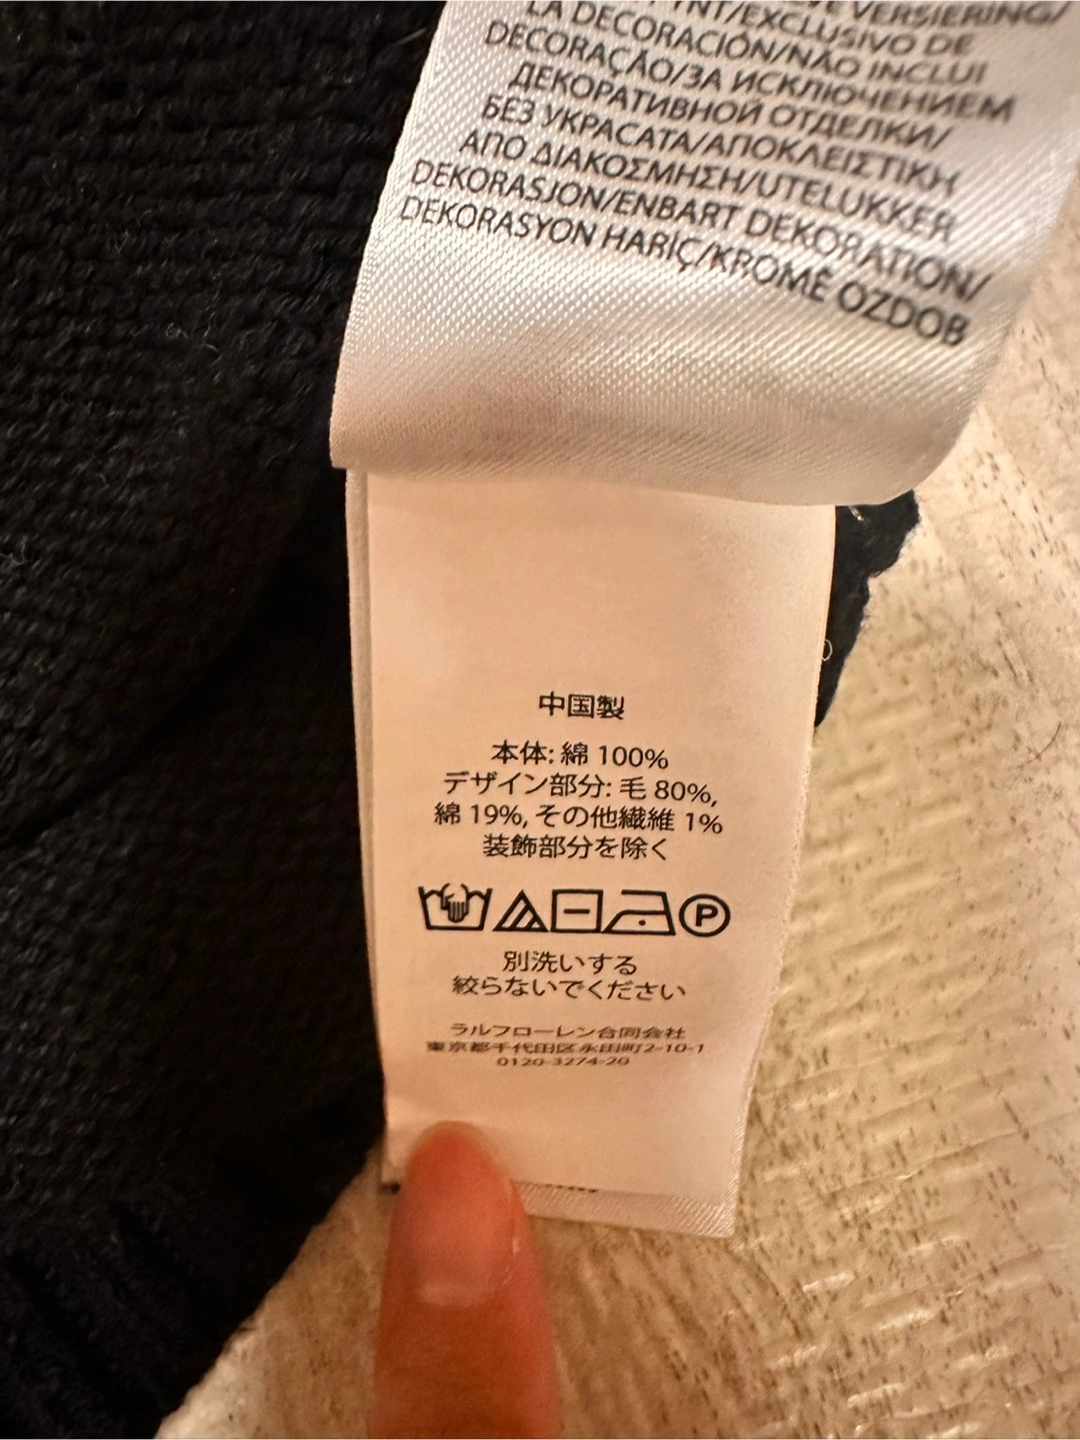 VERSIERING/
LA DECORACIÓN/NÃO INCLUI
DECORAÇÃO/ЗА ИСКЛЮЧЕНИЕМ
ДЕКОРАТИВНОЙ ОТДЕЛКИ/
БЕЗ УКРАСАТА/ΑΠΟΚΛΕΙΣΤΙΚΗ
ΑΠΟ ΔΙΑΚΟΣΜΗΣΗ/UTELUKKER
DEKORASJON/ENBART DEKORATION/
DEKORASYON HARİÇ/KROMĚ OZDOB
中国製
本体: 綿 100%
デザイン部分: 毛 80%,
綿 19%, その他繊維 1%
装飾部分を除く
P
別洗いする
絞らないでください
ラルフローレン合同会社
東京都千代田区永田町2-10-1
0120-3274-20